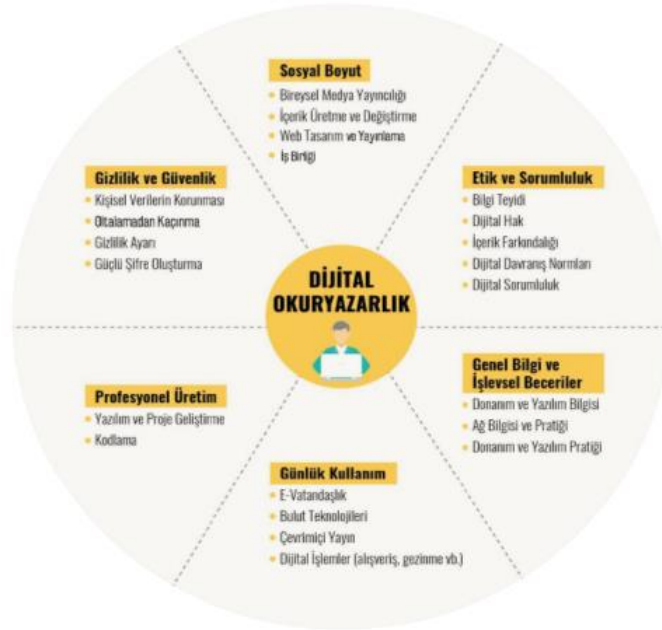 Sosyal Boyut
Bireysel Medya Yayıncılığı
İçerik Üretme ve Değiştirme
Web Tasarım ve Yayınlama
İş Birliği
Gizlilik ve Güvenlik
Kişisel Verilerin Korunması
Oltalamadan Kaçınma
Gizlilik Ayarı
Güçlü Şifre Oluşturma
Etik ve Sorumluluk
Bilgi Teyidi
Dijital Hak
İçerik Farkındalığı
Dijital Davranış Normları
Dijital Sorumluluk
DİJİTAL
OKURYAZARLIK
Profesyonel Üretim
Yazılım ve Proje Geliştirme
Kodlama
Genel Bilgi ve
İşlevsel Beceriler
Donanım ve Yazılım Bilgisi
Ağ Bilgisi ve Pratiği
Donanım ve Yazılım Pratiği
Günlük Kullanım
E-Vatandaşlık
Bulut Teknolojileri
Çevrimiçi Yayın
Dijital İşlemler (alışveriş, gezinme vb.)